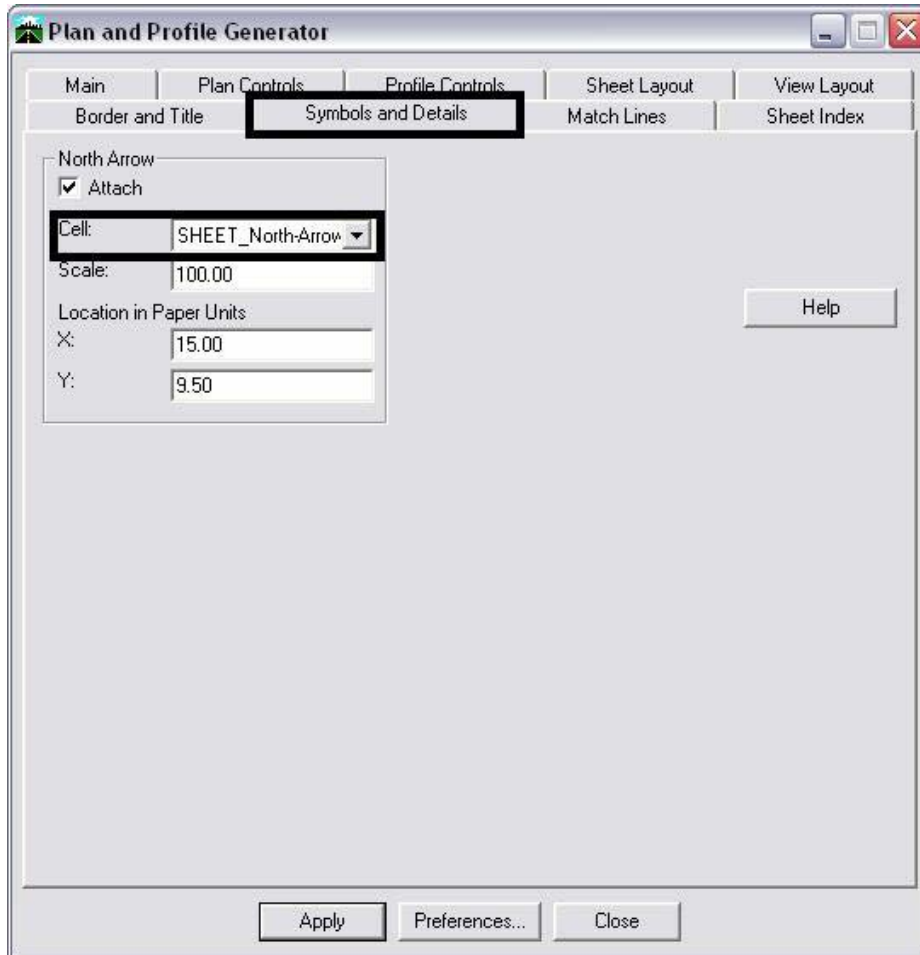 Plan and Profile Generator
Main Plan Controls Profile Controls Sheet Layout View Layout
Border and Title Symbols and Details Match Lines Sheet Index
North Arrow
Attach
Cell: SHEET_North-Arrow
Scale: 100.00
Help
Location in Paper Units
X: 15.00
Y: 9.50
Apply Preferences... Close